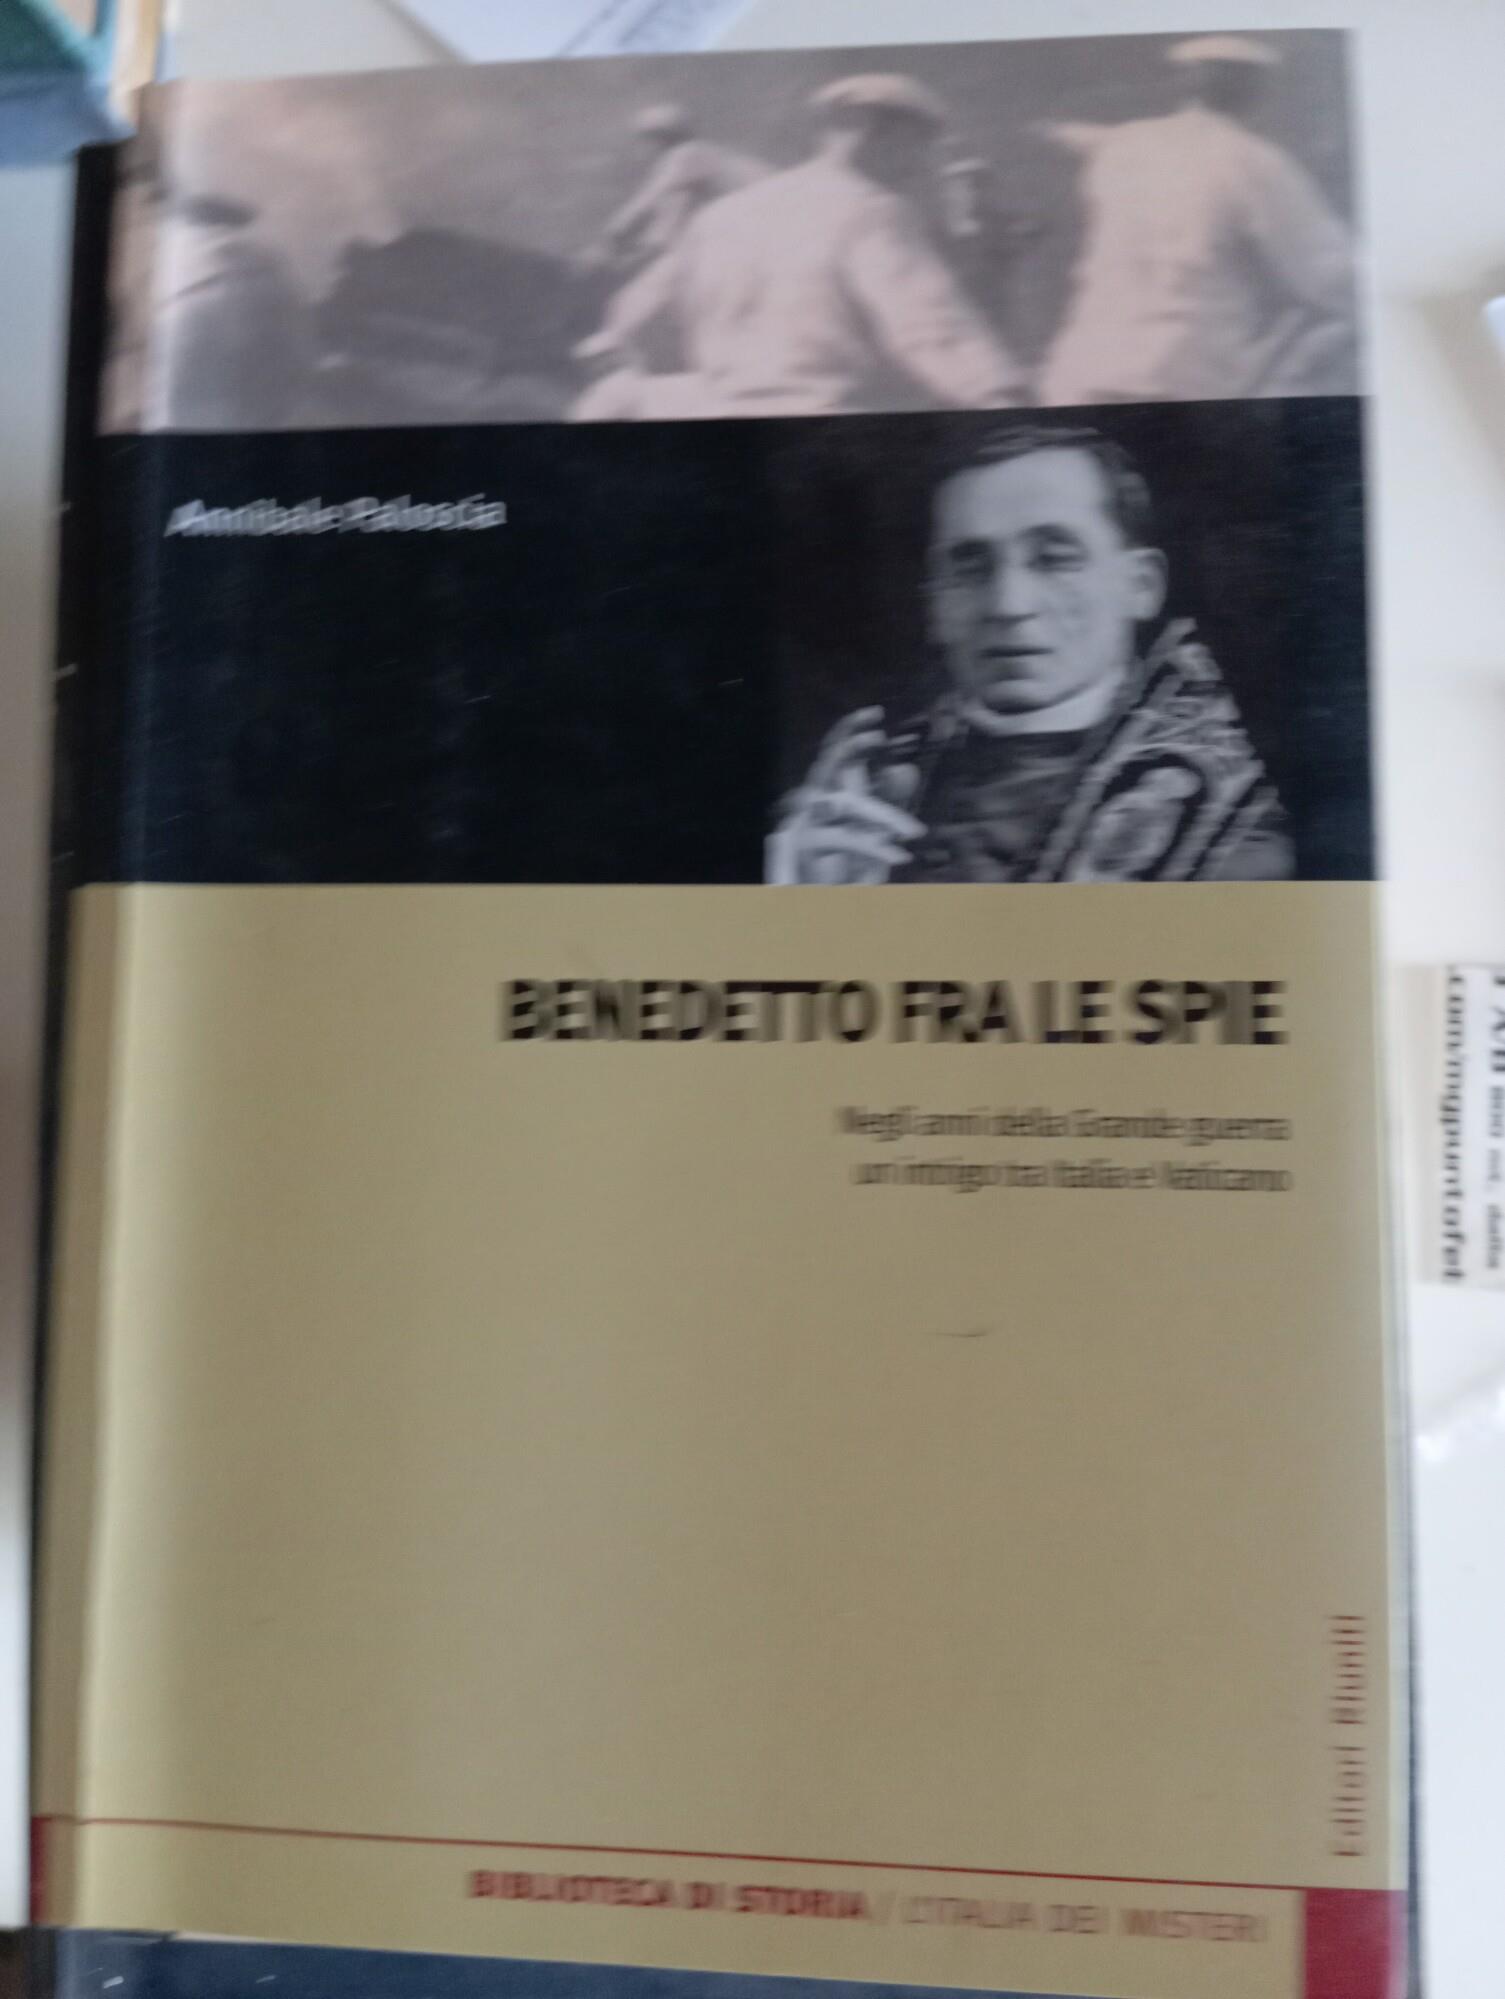 Annibale Paloscia
BENEDETTO FRA LE SPIE
Negli anni della Grande guerra
un intrigo tra Italia e Vaticano
Editori Riuniti
BIBLIOTECA DI STORIA / L'ITALIA DEI MISTERI